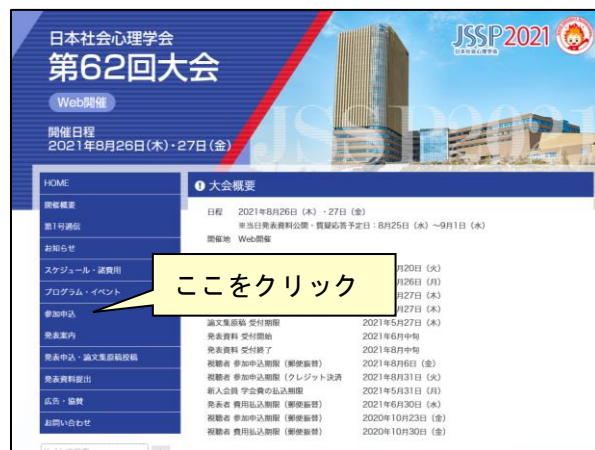 日本社会心理学会
第62回大会
Web開催
開催日程
2021年8月26日(木)・27日(金)
JSSP2021
日本社会心理学会
JSSP2021
HOME
開催概要
第1号通信
お知らせ
スケジュール・諸費用
プログラム・イベント
参加申込
発表案内
発表申込・論文集原稿投稿
発表資料提出
広告・協賛
お問い合わせ
大会概要
日程 2021年8月26日(木)・27日(金)
※当日発表資料公開・質疑応答予定日:8月25日(水)~9月1日(水)
開催地 Web開催
ここをクリック
月20日(火)
月26日(月)
月27日(木)
月27日(木)
論文集原稿 受付期限 2021年5月27日(木)
発表資料 受付開始 2021年6月中旬
発表資料 受付終了 2021年8月中旬
視聴者 参加申込期限(郵便振替) 2021年8月6日(金)
視聴者 参加申込期限(クレジット決済 2021年8月31日(火)
新入会員 学会費の払込期限 2021年5月31日(月)
発表者 費用払込期限(郵便振替) 2021年6月30日(水)
視聴者 参加申込期限(郵便振替) 2020年10月23日(金)
視聴者 費用払込期限(郵便振替) 2020年10月30日(金)